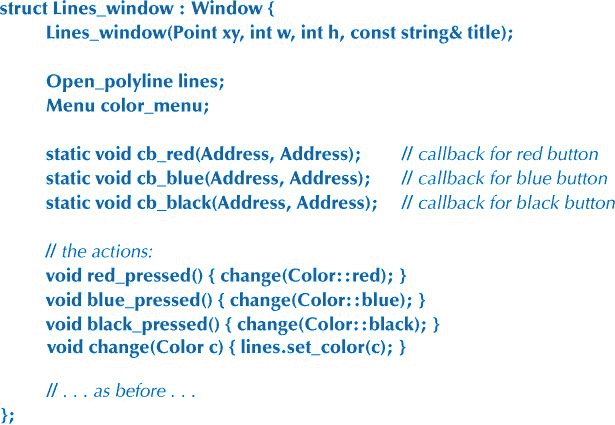 struct Lines_window : Window {
Lines_window(Point xy, int w, int h, const string& title);
Open_polyline lines;
Menu color_menu;
static void cb_red(Address, Address); // callback for red button
static void cb_blue(Address, Address); // callback for blue button
static void cb_black(Address, Address); // callback for black button
// the actions:
void red_pressed() { change(Color::red); }
void blue_pressed() { change(Color::blue); }
void black_pressed() { change(Color::black); }
void change(Color c) { lines.set_color(c); }
// . . . as before . . .
};